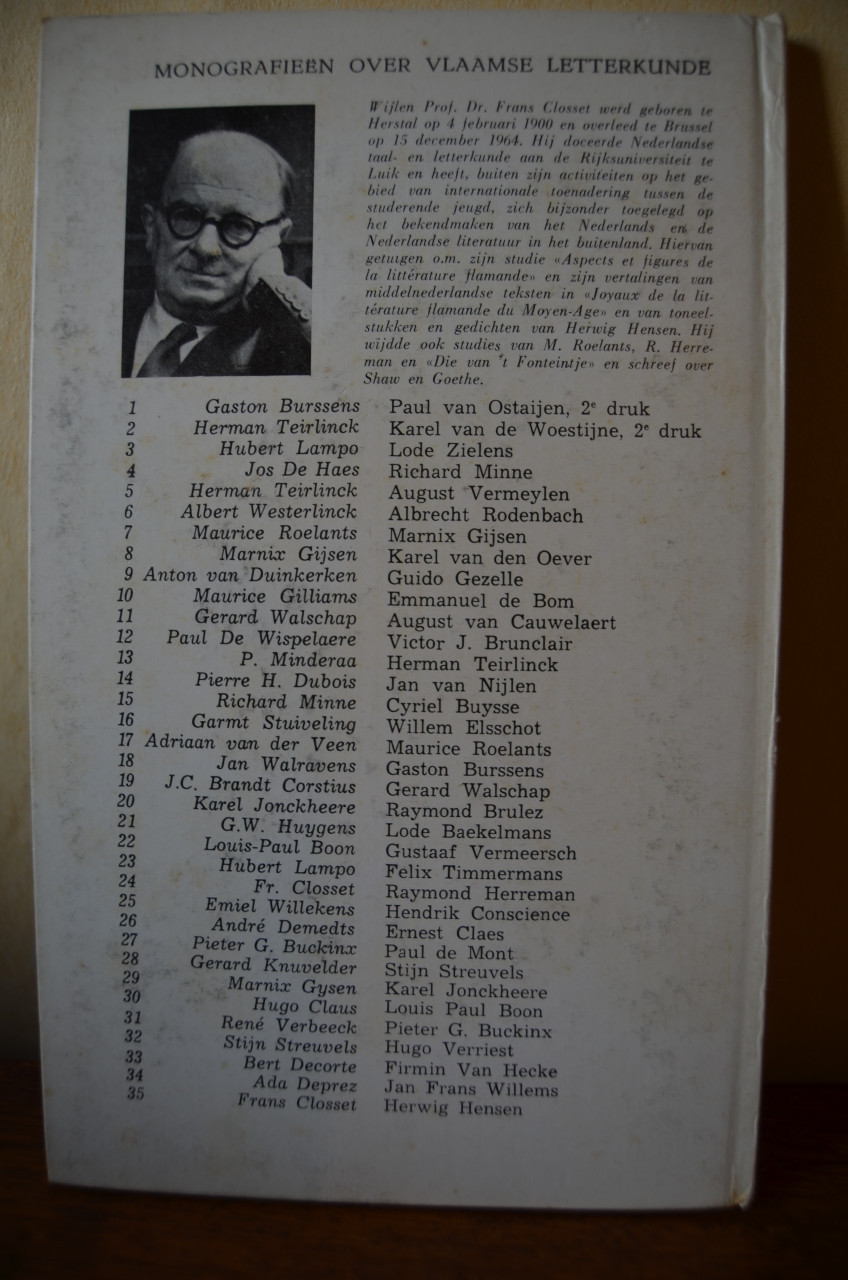 MONOGRAFIEËN OVER VLAAMSE LETTERKUNDE
Wijlen Prof. Dr. Frans Closset werd geboren te
Herstal op 4 februari 1900 en overleed te Brussel
op 15 december 1964. Hij doceerde Nederlandse
taal- en letterkunde aan de Rijksuniversiteit te
Luik en heeft, buiten zijn activiteiten op het ge-
bied van internationale toenadering tussen de
studerende jeugd, zich bijzonder toegelegd op
het bekendmaken van het Nederlands en de
Nederlandse literatuur in het buitenland. Hiervan
getuigen o.m. zijn studie «Aspects et figures de
la littérature flamande» en zijn vertalingen van
middelnederlandse teksten in «Joyaux de la lit-
térature flamande du Moyen-Age» en van toneel-
stukken en gedichten van Herwig Hensen. Hij
wijdde ook studies van M. Roelants, R. Herre-
man en «Die van 't Fonteintje» en schreef over
Shaw en Goethe.
1 Gaston Burssens Paul van Ostaijen, 2e druk
2 Herman Teirlinck Karel van de Woestijne, 2e druk
3 Hubert Lampo Lode Zielens
4 Jos De Haes Richard Minne
5 Herman Teirlinck August Vermeylen
6 Albert Westerlinck Albrecht Rodenbach
7 Maurice Roelants Marnix Gijsen
8 Marnix Gijsen Karel van den Oever
9 Anton van Duinkerken Guido Gezelle
10 Maurice Gilliams Emmanuel de Bom
11 Gerard Walschap August van Cauwelaert
12 Paul De Wispelaere Victor J. Brunclair
13 P. Minderaa Herman Teirlinck
14 Pierre H. Dubois Jan van Nijlen
15 Richard Minne Cyriel Buysse
16 Garmt Stuiveling Willem Elsschot
17 Adriaan van der Veen Maurice Roelants
18 Jan Walravens Gaston Burssens
19 J.C. Brandt Corstius Gerard Walschap
20 Karel Jonckheere Raymond Brulez
21 G.W. Huygens Lode Baekelmans
22 Louis-Paul Boon Gustaaf Vermeersch
23 Hubert Lampo Felix Timmermans
24 Fr. Closset Raymond Herreman
25 Emiel Willekens Hendrik Conscience
26 André Demedts Ernest Claes
27 Pieter G. Buckinx Paul de Mont
28 Gerard Knuvelder Stijn Streuvels
29 Marnix Gysen Karel Jonckheere
30 Hugo Claus Louis Paul Boon
31 René Verbeeck Pieter G. Buckinx
32 Stijn Streuvels Hugo Verriest
33 Bert Decorte Firmin Van Hecke
34 Ada Deprez Jan Frans Willems
35 Frans Closset Herwig Hensen